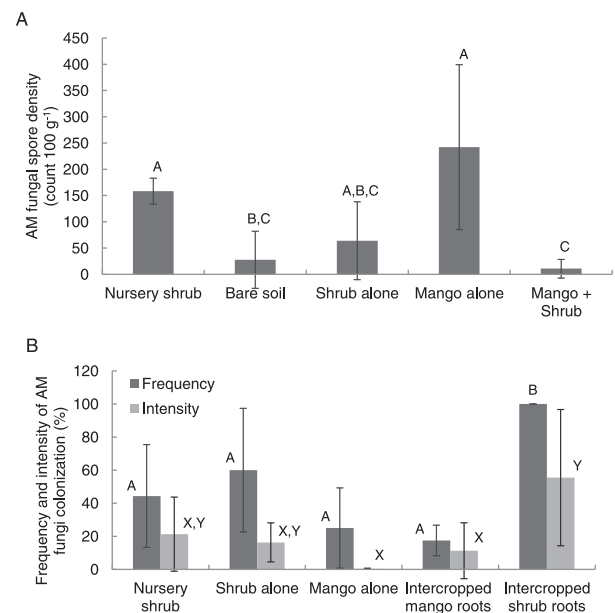 A
AM fungal spore density
(count 100 g⁻¹)
450
400
350
300
250
200
150
100
50
0
A
B,C
A,B,C
A
C
Nursery shrub
Bare soil
Shrub alone
Mango alone
Mango +
Shrub
B
Frequency and intensity of AM
fungi colonization (%)
120
100
80
60
40
20
0
Frequency
Intensity
A
X,Y
A
X,Y
A
X
A
X
B
Y
Nursery
shrub
Shrub alone
Mango alone
Intercropped
mango roots
Intercropped
shrub roots